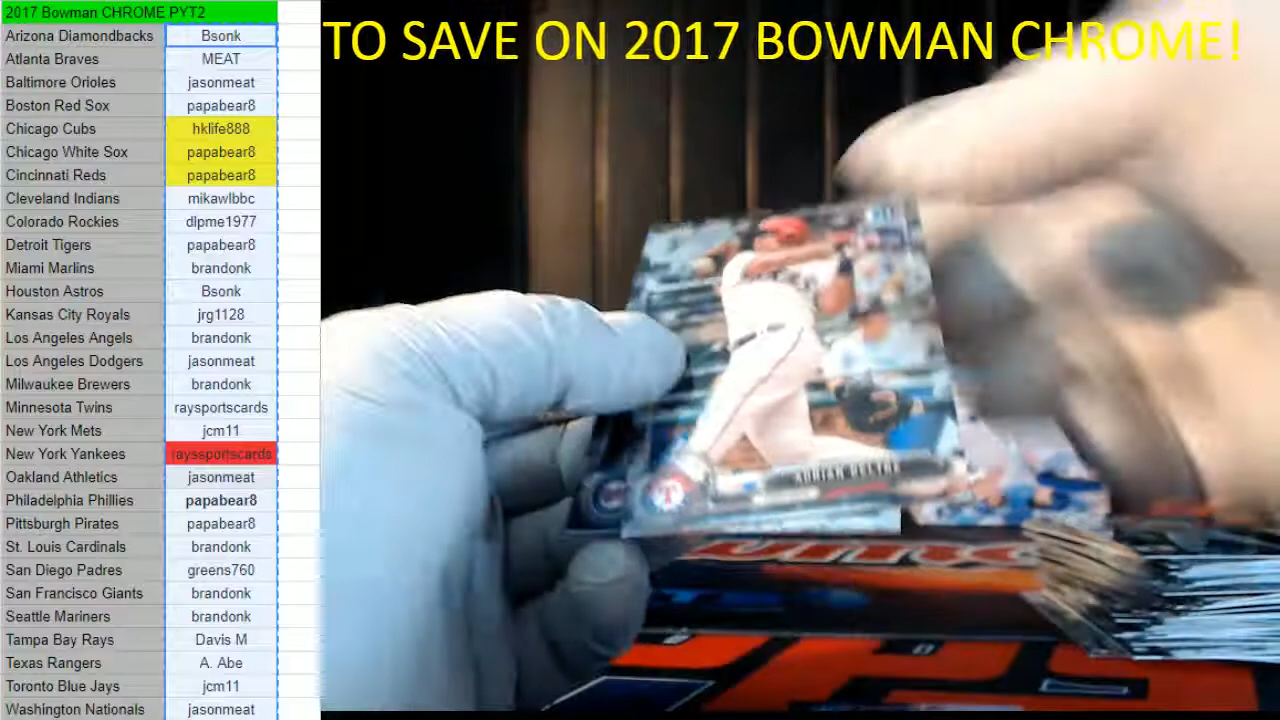 2017 Bowman CHROME PYT2
Arizona Diamondbacks Bsonk
Atlanta Braves MEAT
Baltimore Orioles jasonmeat
Boston Red Sox papabear8
Chicago Cubs hklife888
Chicago White Sox papabear8
Cincinnati Reds papabear8
Cleveland Indians mikawlbbc
Colorado Rockies dlpme1977
Detroit Tigers papabear8
Miami Marlins brandonk
Houston Astros Bsonk
Kansas City Royals jrg1128
Los Angeles Angels brandonk
Los Angeles Dodgers jasonmeat
Milwaukee Brewers brandonk
Minnesota Twins raysportscards
New York Mets jcm11
New York Yankees rayssportscards
Oakland Athletics jasonmeat
Philadelphia Phillies papabear8
Pittsburgh Pirates papabear8
St. Louis Cardinals brandonk
San Diego Padres greens760
San Francisco Giants brandonk
Seattle Mariners brandonk
Tampa Bay Rays Davis M
Texas Rangers A. Abe
Toronto Blue Jays jcm11
Washington Nationals jasonmeat
TO SAVE ON 2017 BOWMAN CHROME!
ADRIAN BELTRE